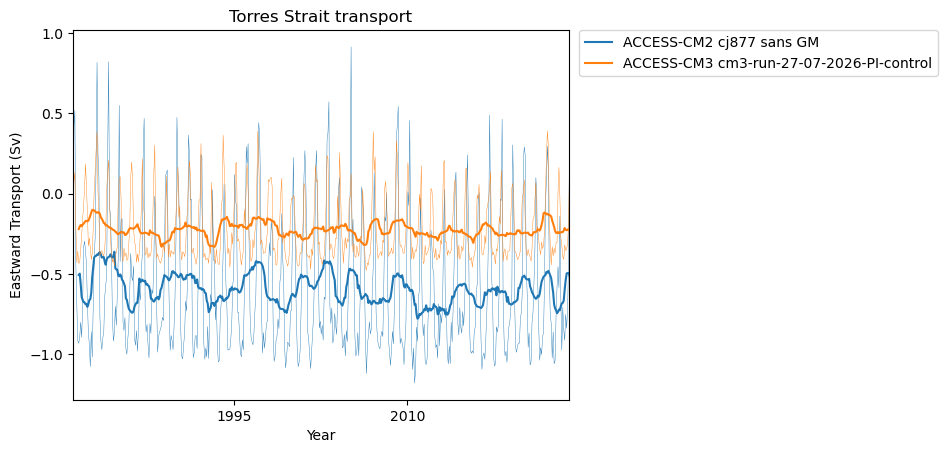 Torres Strait transport
ACCESS-CM2 cj877 sans GM
ACCESS-CM3 cm3-run-27-07-2026-PI-control
Eastward Transport (Sv)
1.0
0.5
0.0
−0.5
−1.0
1995
2010
Year